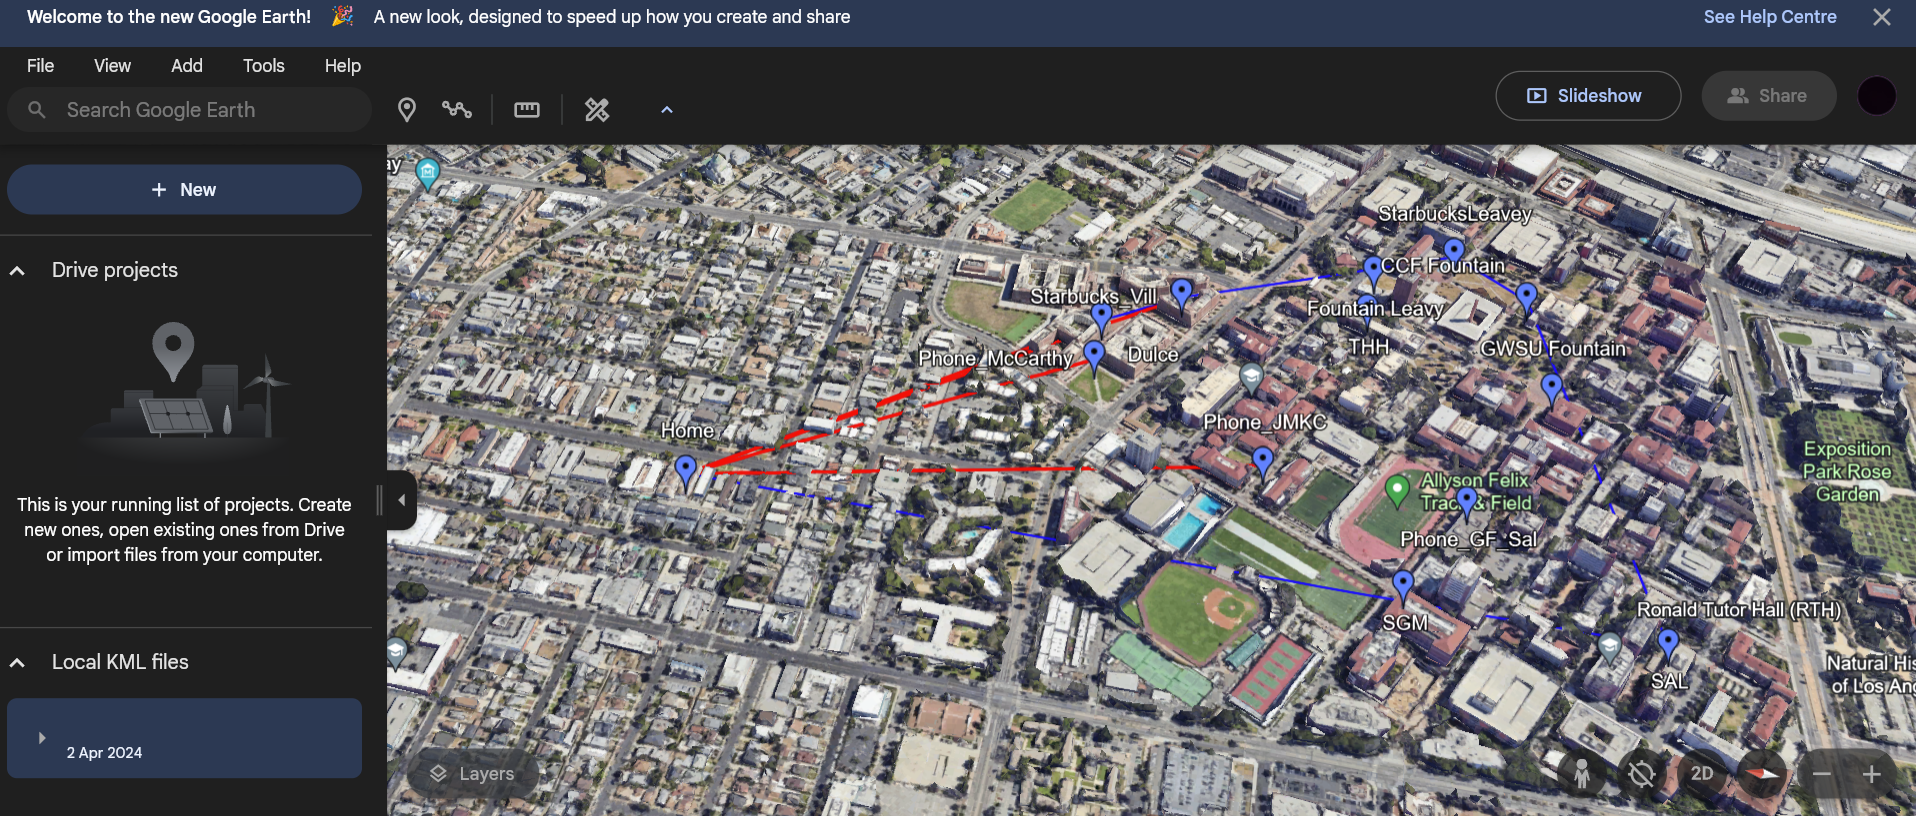 Welcome to the new Google Earth! 🎉 A new look, designed to speed up how you create and share
See Help Centre
File View Add Tools Help
Search Google Earth
Slideshow
Share
New
Drive projects
This is your running list of projects. Create
new ones, open existing ones from Drive
or import files from your computer.
Local KML files
2 Apr 2024
ay
StarbucksLeavey
CCF Fountain
Starbucks_Vill
Fountain Leavy
THH
GWSU Fountain
Phone_McCarthy
Dulce
Phone_JMKC
Home
Exposition
Park Rose
Garden
Allyson Felix
Track & Field
Phone_GF_Sal
SGM
Ronald Tutor Hall (RTH)
SAL
Natural His
of Los Ang
Layers
2D